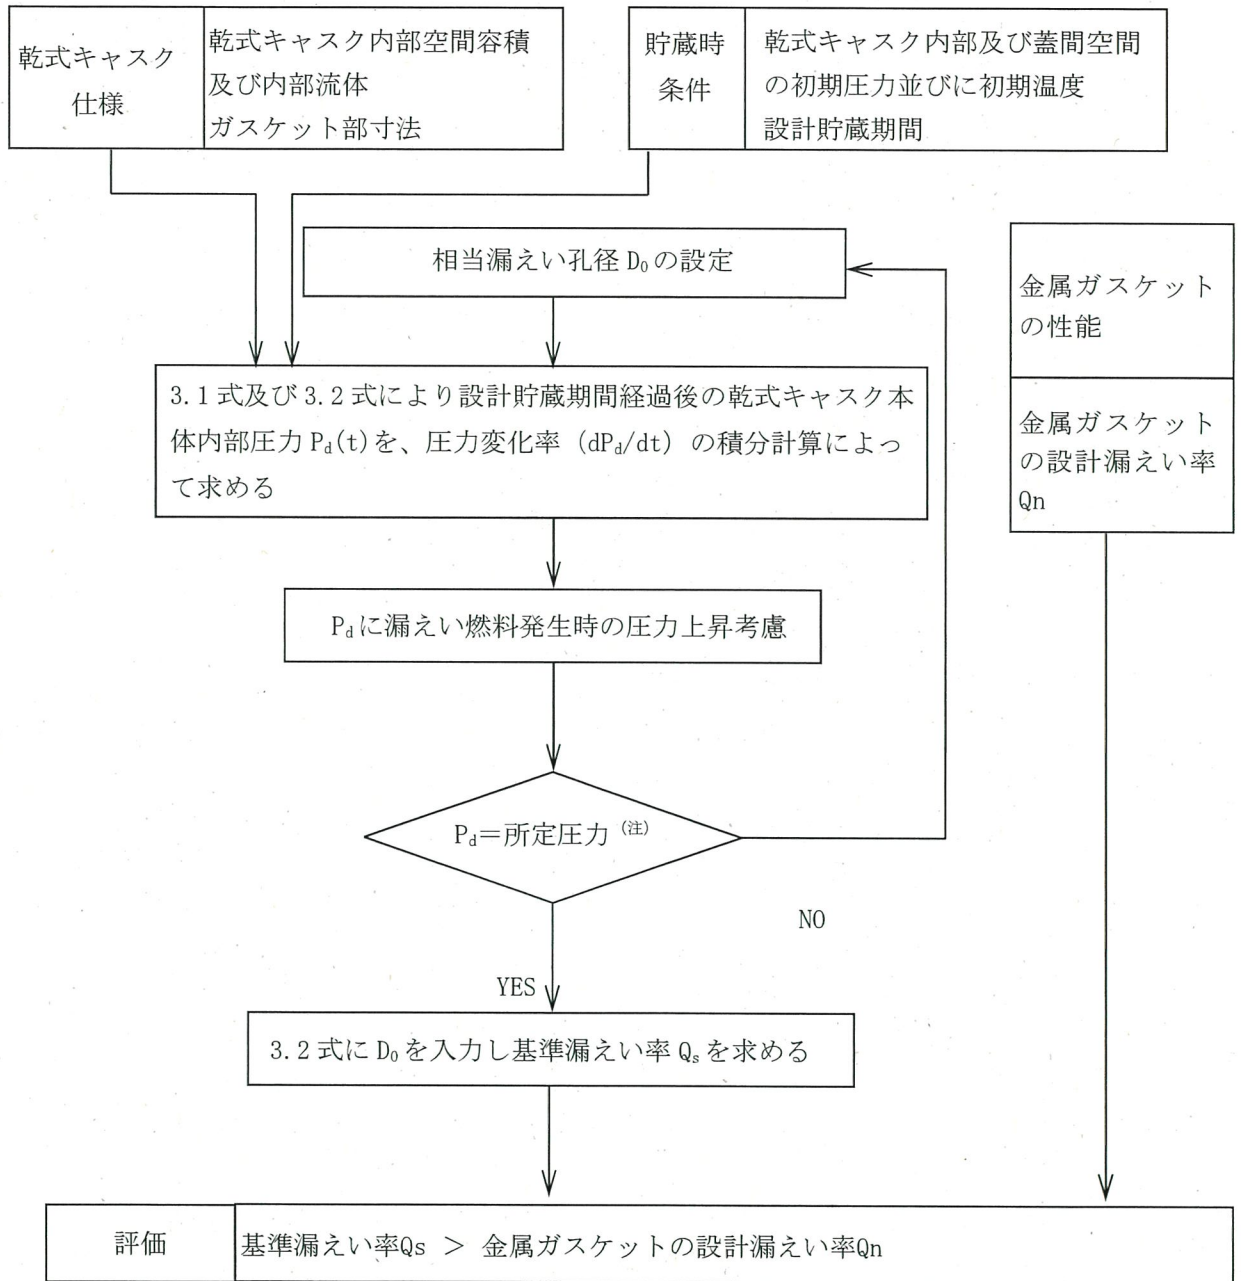 乾式キャスク
仕様
乾式キャスク内部空間容積
及び内部流体
ガスケット部寸法
貯蔵時
条件
乾式キャスク内部及び蓋間空間
の初期圧力並びに初期温度
設計貯蔵期間
相当漏えい孔径 D₀ の設定
金属ガスケット
の性能
金属ガスケット
の設計漏えい率
Qn
3.1 式及び 3.2 式により設計貯蔵期間経過後の乾式キャスク本
体内部圧力 P_d(t)を、圧力変化率（dP_d/dt）の積分計算によっ
て求める
P_d に漏えい燃料発生時の圧力上昇考慮
P_d＝所定圧力（注）
NO
YES
3.2 式に D₀ を入力し基準漏えい率 Qₛ を求める
評価
基準漏えい率Qs ＞ 金属ガスケットの設計漏えい率Qn